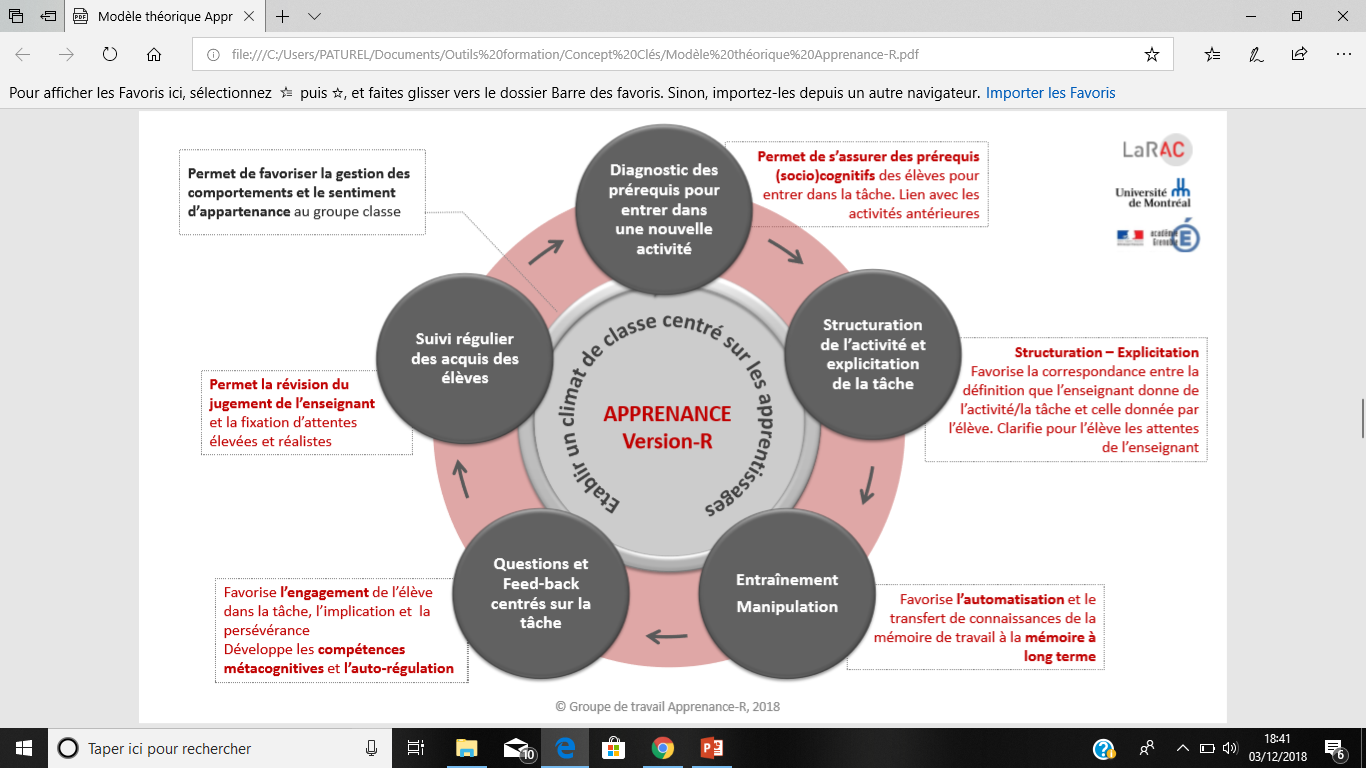 Modèle théorique Appr
file:///C:/Users/PATUREL/Documents/Outils%20formation/Concept%20Clés/Modèle%20théorique%20Apprenance-R.pdf
Pour afficher les Favoris ici, sélectionnez puis ☆, et faites glisser vers le dossier Barre des favoris. Sinon, importez-les depuis un autre navigateur. Importer les Favoris
Permet de favoriser la gestion des
comportements et le sentiment
d'appartenance au groupe classe
Diagnostic des
prérequis pour
entrer dans
une nouvelle
activité
Permet de s'assurer des prérequis
(socio)cognitifs des élèves pour
entrer dans la tâche. Lien avec les
activités antérieures
LaRAC
Université
de Montréal
académie
Grenoble
Structuration
de l'activité et
explicitation
de la tâche
Structuration – Explicitation
Favorise la correspondance entre la
définition que l'enseignant donne de
l'activité/la tâche et celle donnée par
l'élève. Clarifie pour l'élève les attentes
de l'enseignant
Entraînement
Manipulation
Favorise l'automatisation et le
transfert de connaissances de la
mémoire de travail à la mémoire à
long terme
Questions et
Feed-back
centrés sur la
tâche
Favorise l'engagement de l'élève
dans la tâche, l'implication et la
persévérance
Développe les compétences
métacognitives et l'auto-régulation
Suivi régulier
des acquis des
élèves
Permet la révision du
jugement de l'enseignant
et la fixation d'attentes
élevées et réalistes
Etablir un climat de classe centré sur les apprentissages
APPRENANCE
Version-R
© Groupe de travail Apprenance-R, 2018
Taper ici pour rechercher
10
18:41
03/12/2018
6